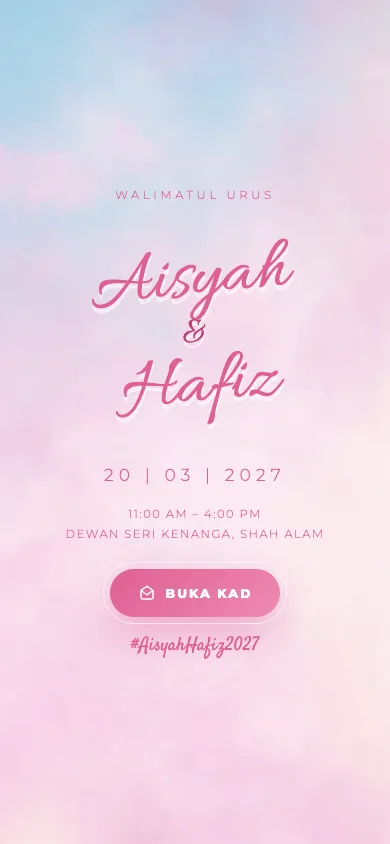 WALIMATUL URUS
Aisyah
&
Hafiz
20 | 03 | 2027
11:00 AM – 4:00 PM
DEWAN SERI KENANGA, SHAH ALAM
BUKA KAD
#AisyahHafiz2027